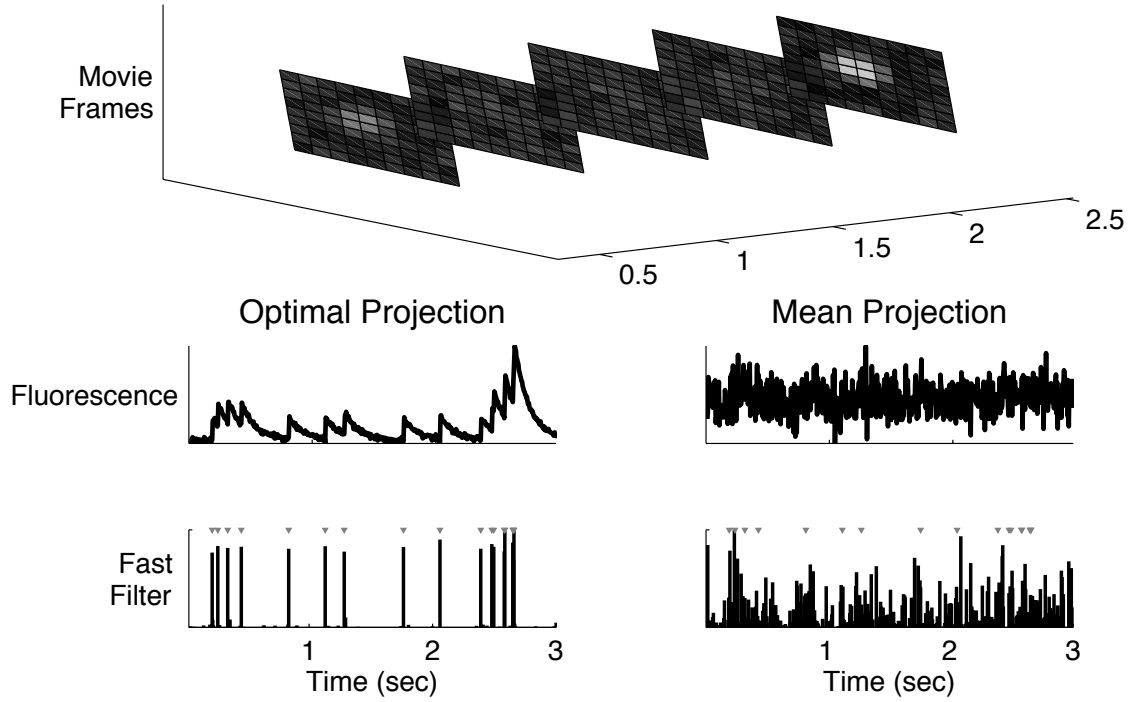 Movie
Frames
0.5
1
1.5
2
2.5
Optimal Projection
Mean Projection
Fluorescence
Fast
Filter
1
2
3
Time (sec)
1
2
3
Time (sec)